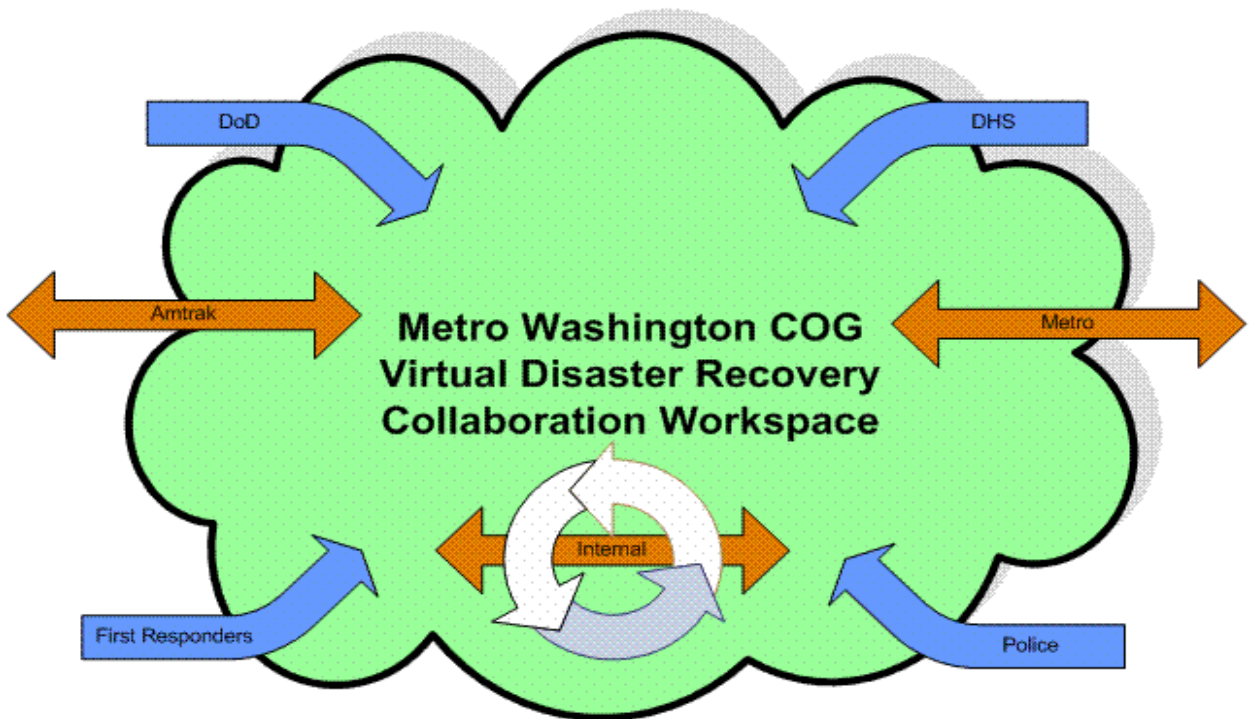 DoD
DHS
Amtrak
Metro
Metro Washington COG
Virtual Disaster Recovery
Collaboration Workspace
Internal
First Responders
Police